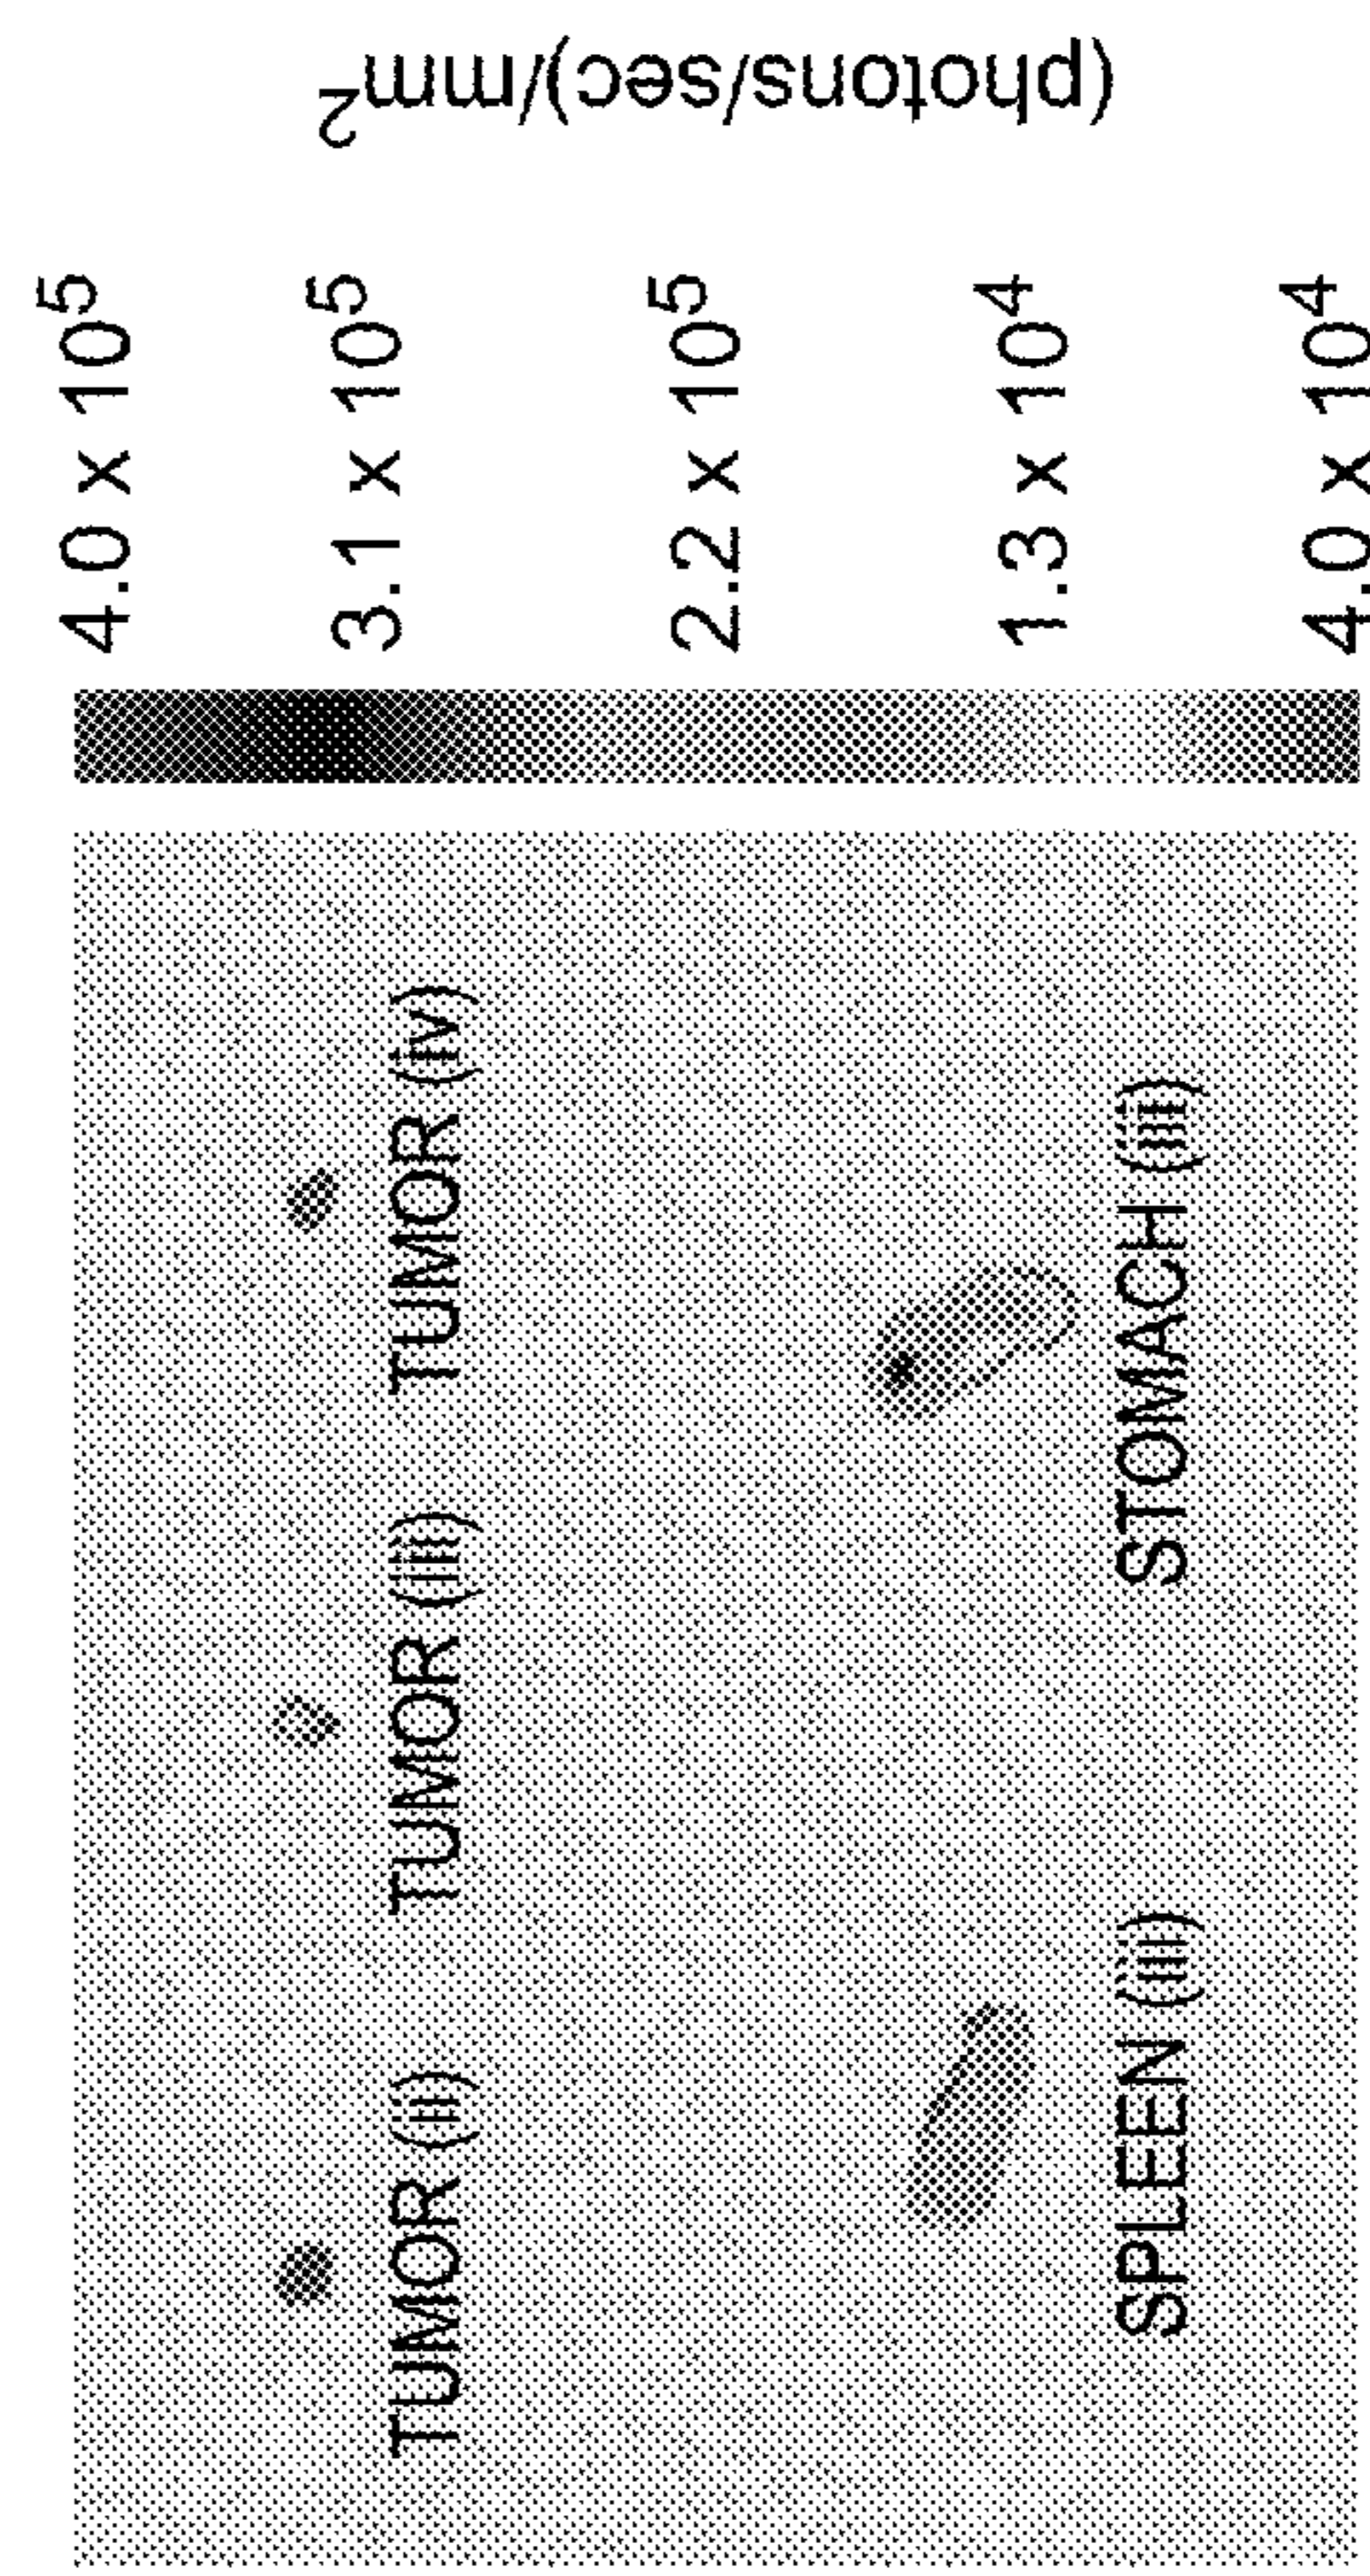 TUMOR (ii) TUMOR (iii) TUMOR (iv)
SPLEEN (iii) STOMACH (iii)
4.0 x 10⁵
3.1 x 10⁵
2.2 x 10⁵
1.3 x 10⁴
4.0 x 10⁴
(photons/sec)/mm²